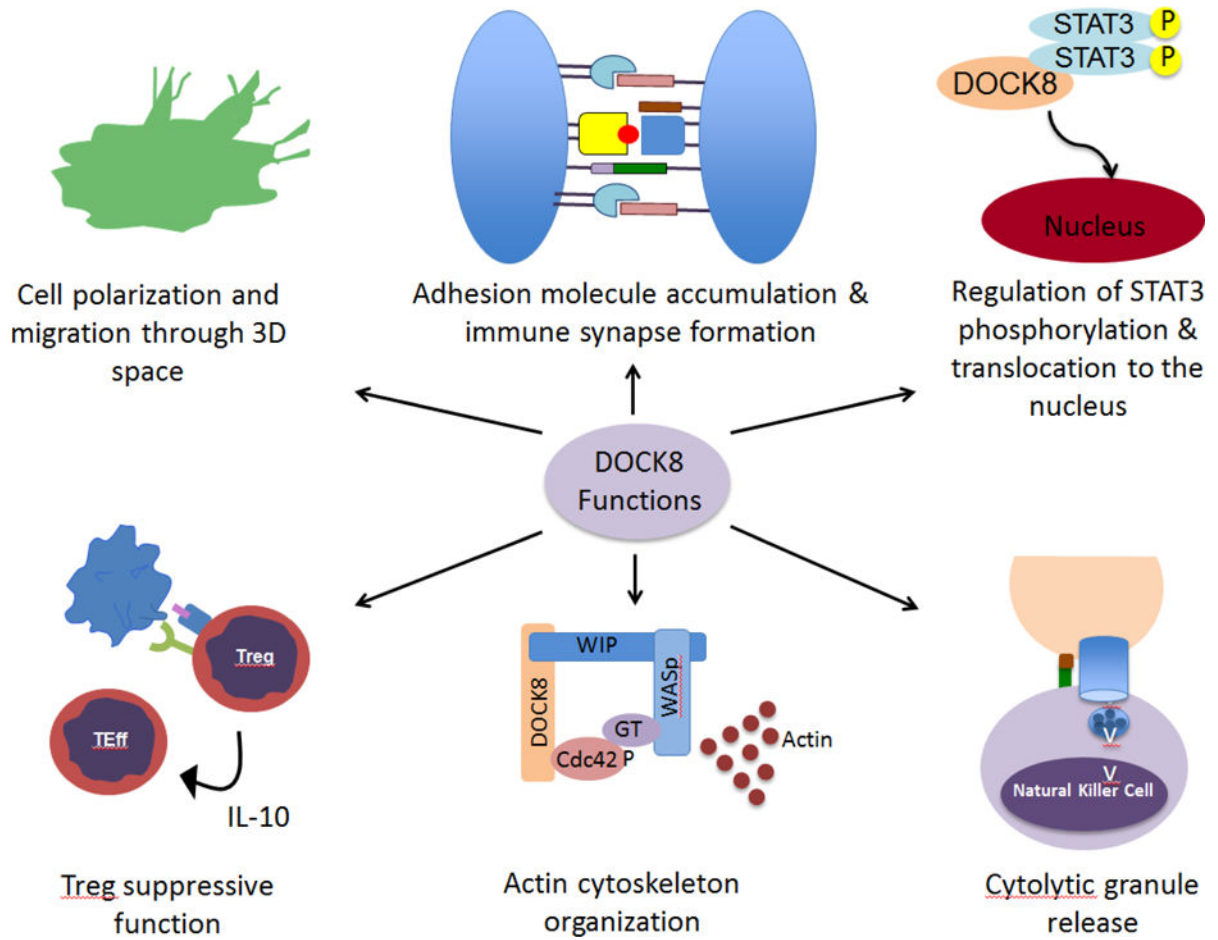 STAT3 P
STAT3 P
DOCK8
Nucleus
Cell polarization and
migration through 3D
space
Adhesion molecule accumulation &
immune synapse formation
Regulation of STAT3
phosphorylation &
translocation to the
nucleus
DOCK8
Functions
Treg
TEff
IL-10
Treg suppressive
function
WIP
DOCK8
WASp
GT
Cdc42 P
Actin
Actin cytoskeleton
organization
V
V
Natural Killer Cell
Cytolytic granule
release